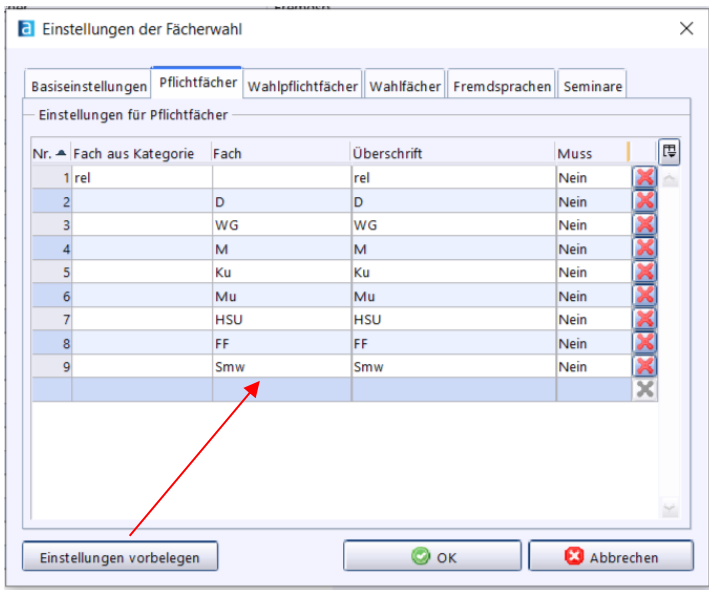 Einstellungen der Fächerwahl
Basiseinstellungen Pflichtfächer Wahlpflichtfächer Wahlfächer Fremdsprachen Seminare
Einstellungen für Pflichtfächer
Nr. Fach aus Kategorie Fach Überschrift Muss
1 rel rel Nein
2 D D Nein
3 WG WG Nein
4 M M Nein
5 Ku Ku Nein
6 Mu Mu Nein
7 HSU HSU Nein
8 FF FF Nein
9 Smw Smw Nein
Einstellungen vorbelegen OK Abbrechen